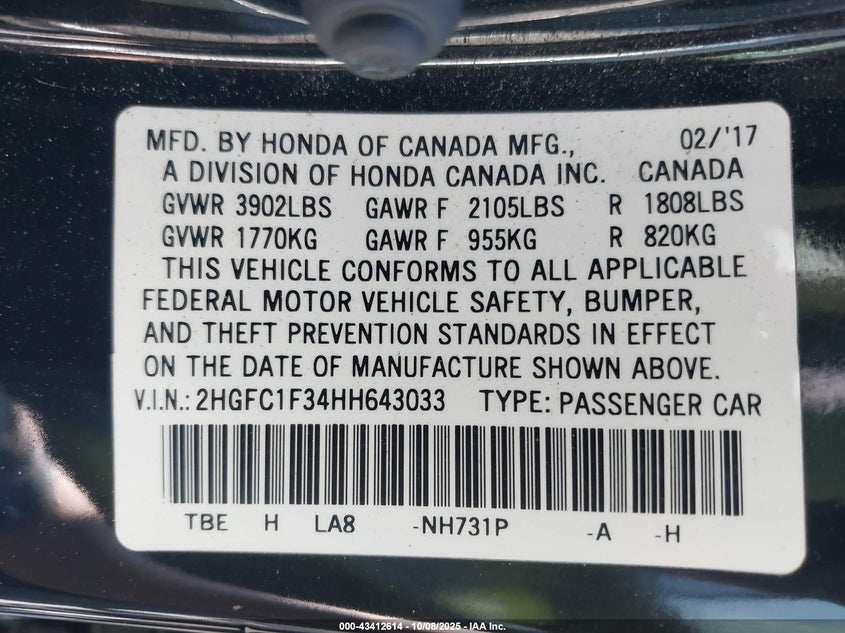 MFD. BY HONDA OF CANADA MFG., 02/'17
A DIVISION OF HONDA CANADA INC. CANADA
GVWR 3902LBS GAWR F 2105LBS R 1808LBS
GVWR 1770KG GAWR F 955KG R 820KG
THIS VEHICLE CONFORMS TO ALL APPLICABLE
FEDERAL MOTOR VEHICLE SAFETY, BUMPER,
AND THEFT PREVENTION STANDARDS IN EFFECT
ON THE DATE OF MANUFACTURE SHOWN ABOVE.
V.I.N.: 2HGFC1F34HH643033 TYPE: PASSENGER CAR
TBE H LA8 -NH731P -A -H
000-43412614 - 10/08/2025 - IAA Inc.